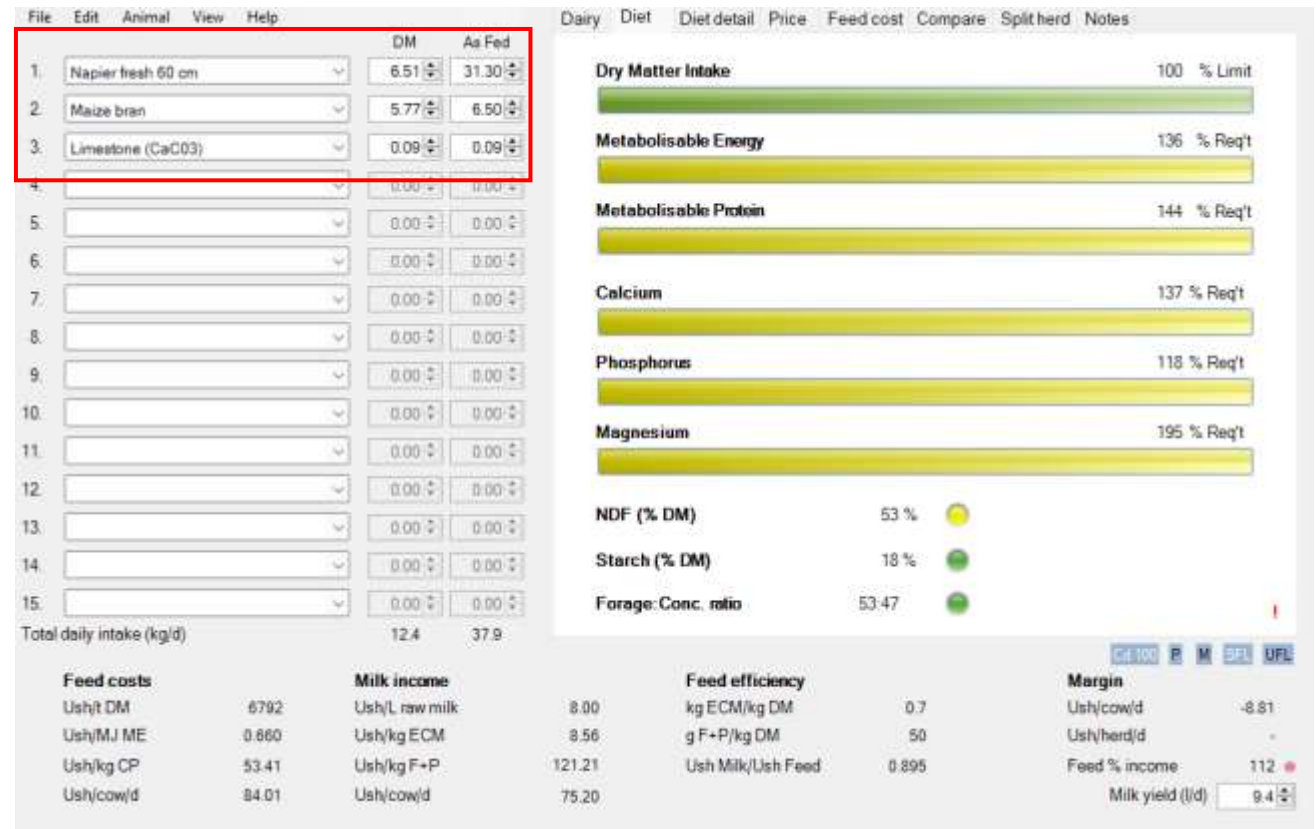 File Edit Animal View Help
Dairy Diet Diet detail Price Feed cost Compare Split herd Notes
DM As Fed
1. Napier fresh 60 cm 6.51 31.30
2. Maize bran 5.77 6.50
3. Limestone (CaC03) 0.09 0.09
4. 0.00 0.00
5. 0.00 0.00
6. 0.00 0.00
7. 0.00 0.00
8. 0.00 0.00
9. 0.00 0.00
10. 0.00 0.00
11. 0.00 0.00
12. 0.00 0.00
13. 0.00 0.00
14. 0.00 0.00
15. 0.00 0.00
Total daily intake (kg/d) 12.4 37.9
Dry Matter Intake 100 % Limit
Metabolisable Energy 136 % Req't
Metabolisable Protein 144 % Req't
Calcium 137 % Req't
Phosphorus 118 % Req't
Magnesium 195 % Req't
NDF (% DM) 53 %
Starch (% DM) 18 %
Forage:Conc. ratio 53:47
!
Cd 100 P M SFL UFL
Feed costs
Ush/t DM 6792
Ush/MJ ME 0.660
Ush/kg CP 53.41
Ush/cow/d 84.01
Milk income
Ush/L raw milk 8.00
Ush/kg ECM 8.56
Ush/kg F+P 121.21
Ush/cow/d 75.20
Feed efficiency
kg ECM/kg DM 0.7
g F+P/kg DM 50
Ush Milk/Ush Feed 0.895
Margin
Ush/cow/d -8.81
Ush/herd/d -
Feed % income 112
Milk yield (l/d) 9.4